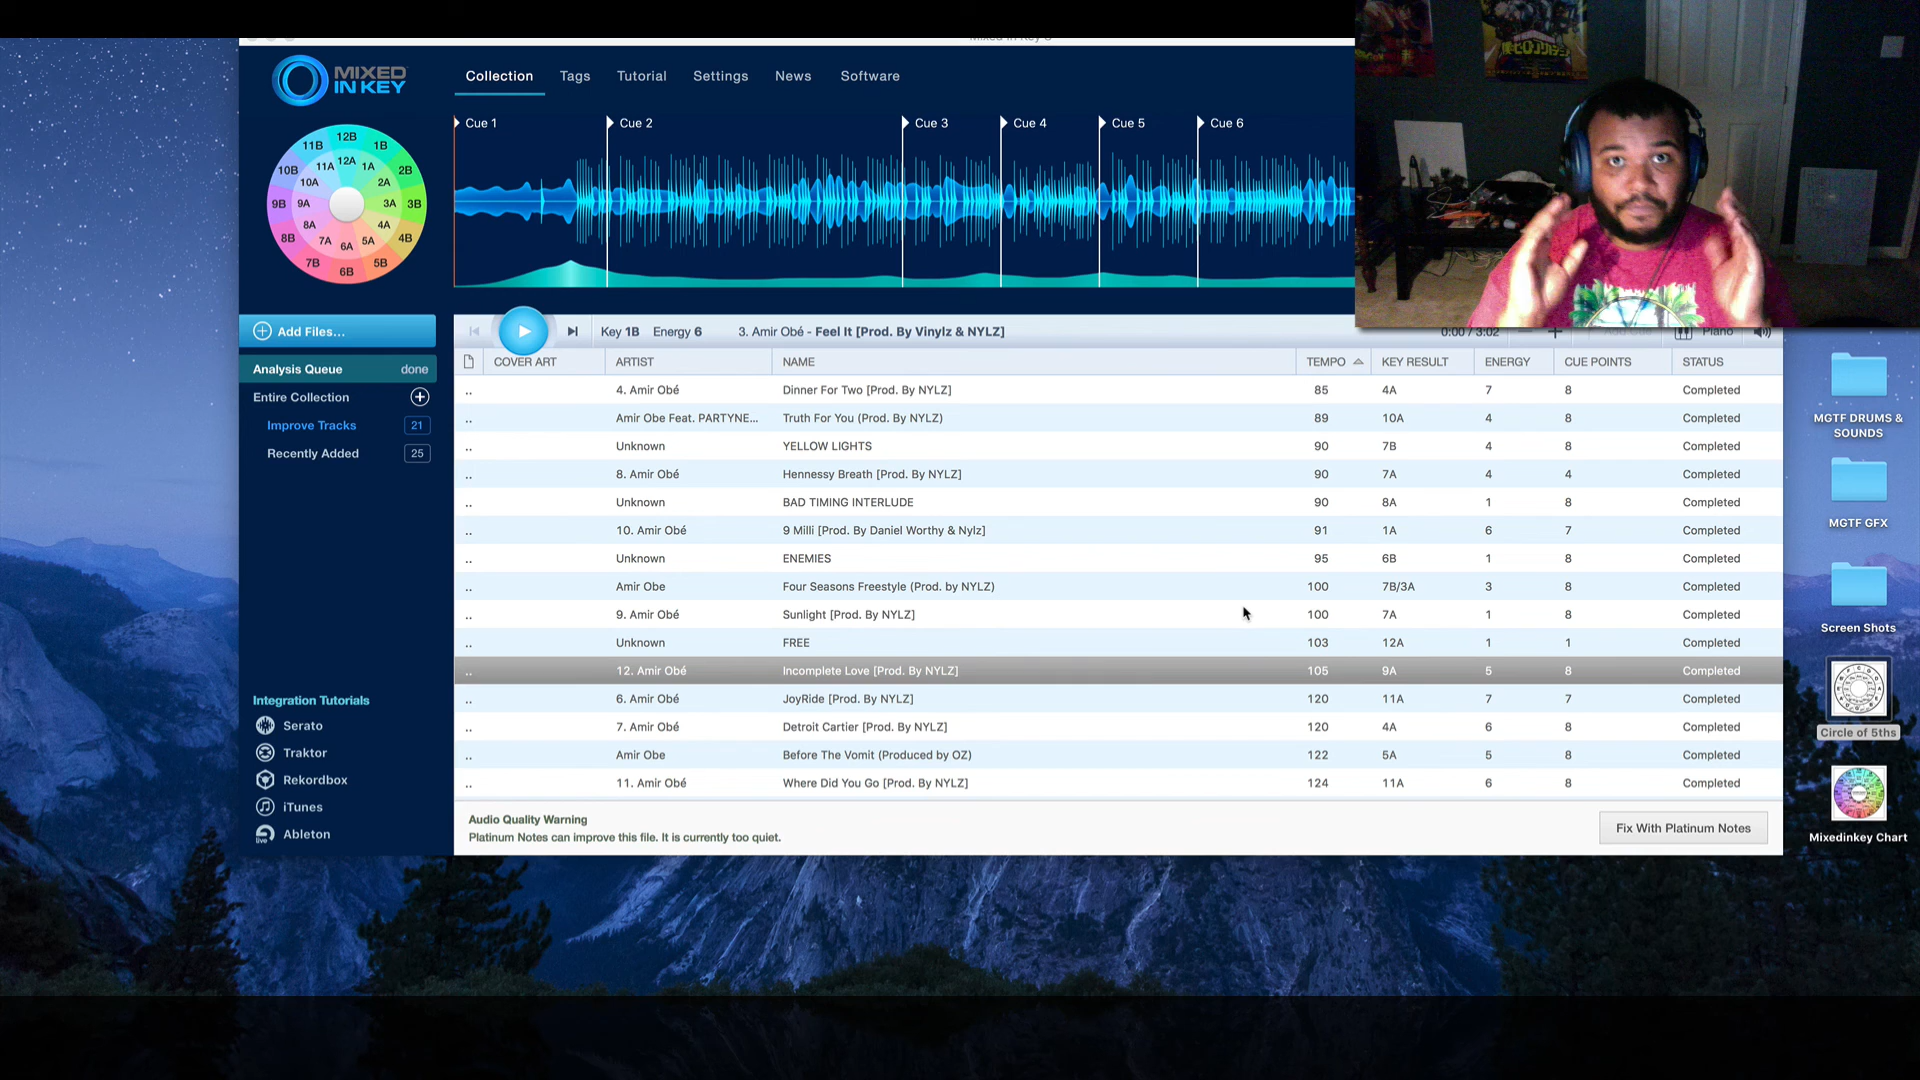 Mixed In Key 8
MIXED
IN KEY
Collection Tags Tutorial Settings News Software
Cue 1 Cue 2 Cue 3 Cue 4 Cue 5 Cue 6
12B
11B 1B
12A
11A 1A
10B 2B
10A 2A
9B 9A 3A 3B
8A 4A
8B 4B
7A 5A
6A
7B 5B
6B
Add Files...
Key 1B Energy 6 3. Amir Obé - Feel It [Prod. By Vinylz & NYLZ] 0:00 / 3:02 Piano
COVER ART ARTIST NAME TEMPO KEY RESULT ENERGY CUE POINTS STATUS
Analysis Queue done
Entire Collection
Improve Tracks 21
Recently Added 25
.. 4. Amir Obé Dinner For Two [Prod. By NYLZ] 85 4A 7 8 Completed
.. Amir Obe Feat. PARTYNE... Truth For You (Prod. By NYLZ) 89 10A 4 8 Completed
.. Unknown YELLOW LIGHTS 90 7B 4 8 Completed
.. 8. Amir Obé Hennessy Breath [Prod. By NYLZ] 90 7A 4 4 Completed
.. Unknown BAD TIMING INTERLUDE 90 8A 1 8 Completed
.. 10. Amir Obé 9 Milli [Prod. By Daniel Worthy & Nylz] 91 1A 6 7 Completed
.. Unknown ENEMIES 95 6B 1 8 Completed
.. Amir Obe Four Seasons Freestyle (Prod. by NYLZ) 100 7B/3A 3 8 Completed
.. 9. Amir Obé Sunlight [Prod. By NYLZ] 100 7A 1 8 Completed
.. Unknown FREE 103 12A 1 1 Completed
.. 12. Amir Obé Incomplete Love [Prod. By NYLZ] 105 9A 5 8 Completed
.. 6. Amir Obé JoyRide [Prod. By NYLZ] 120 11A 7 7 Completed
.. 7. Amir Obé Detroit Cartier [Prod. By NYLZ] 120 4A 6 8 Completed
.. Amir Obe Before The Vomit (Produced by OZ) 122 5A 5 8 Completed
.. 11. Amir Obé Where Did You Go [Prod. By NYLZ] 124 11A 6 8 Completed
Integration Tutorials
Serato
Traktor
Rekordbox
iTunes
live Ableton
Audio Quality Warning
Platinum Notes can improve this file. It is currently too quiet.
Fix With Platinum Notes
MGTF DRUMS &
SOUNDS
MGTF GFX
Screen Shots
Circle of 5ths
Mixedinkey Chart